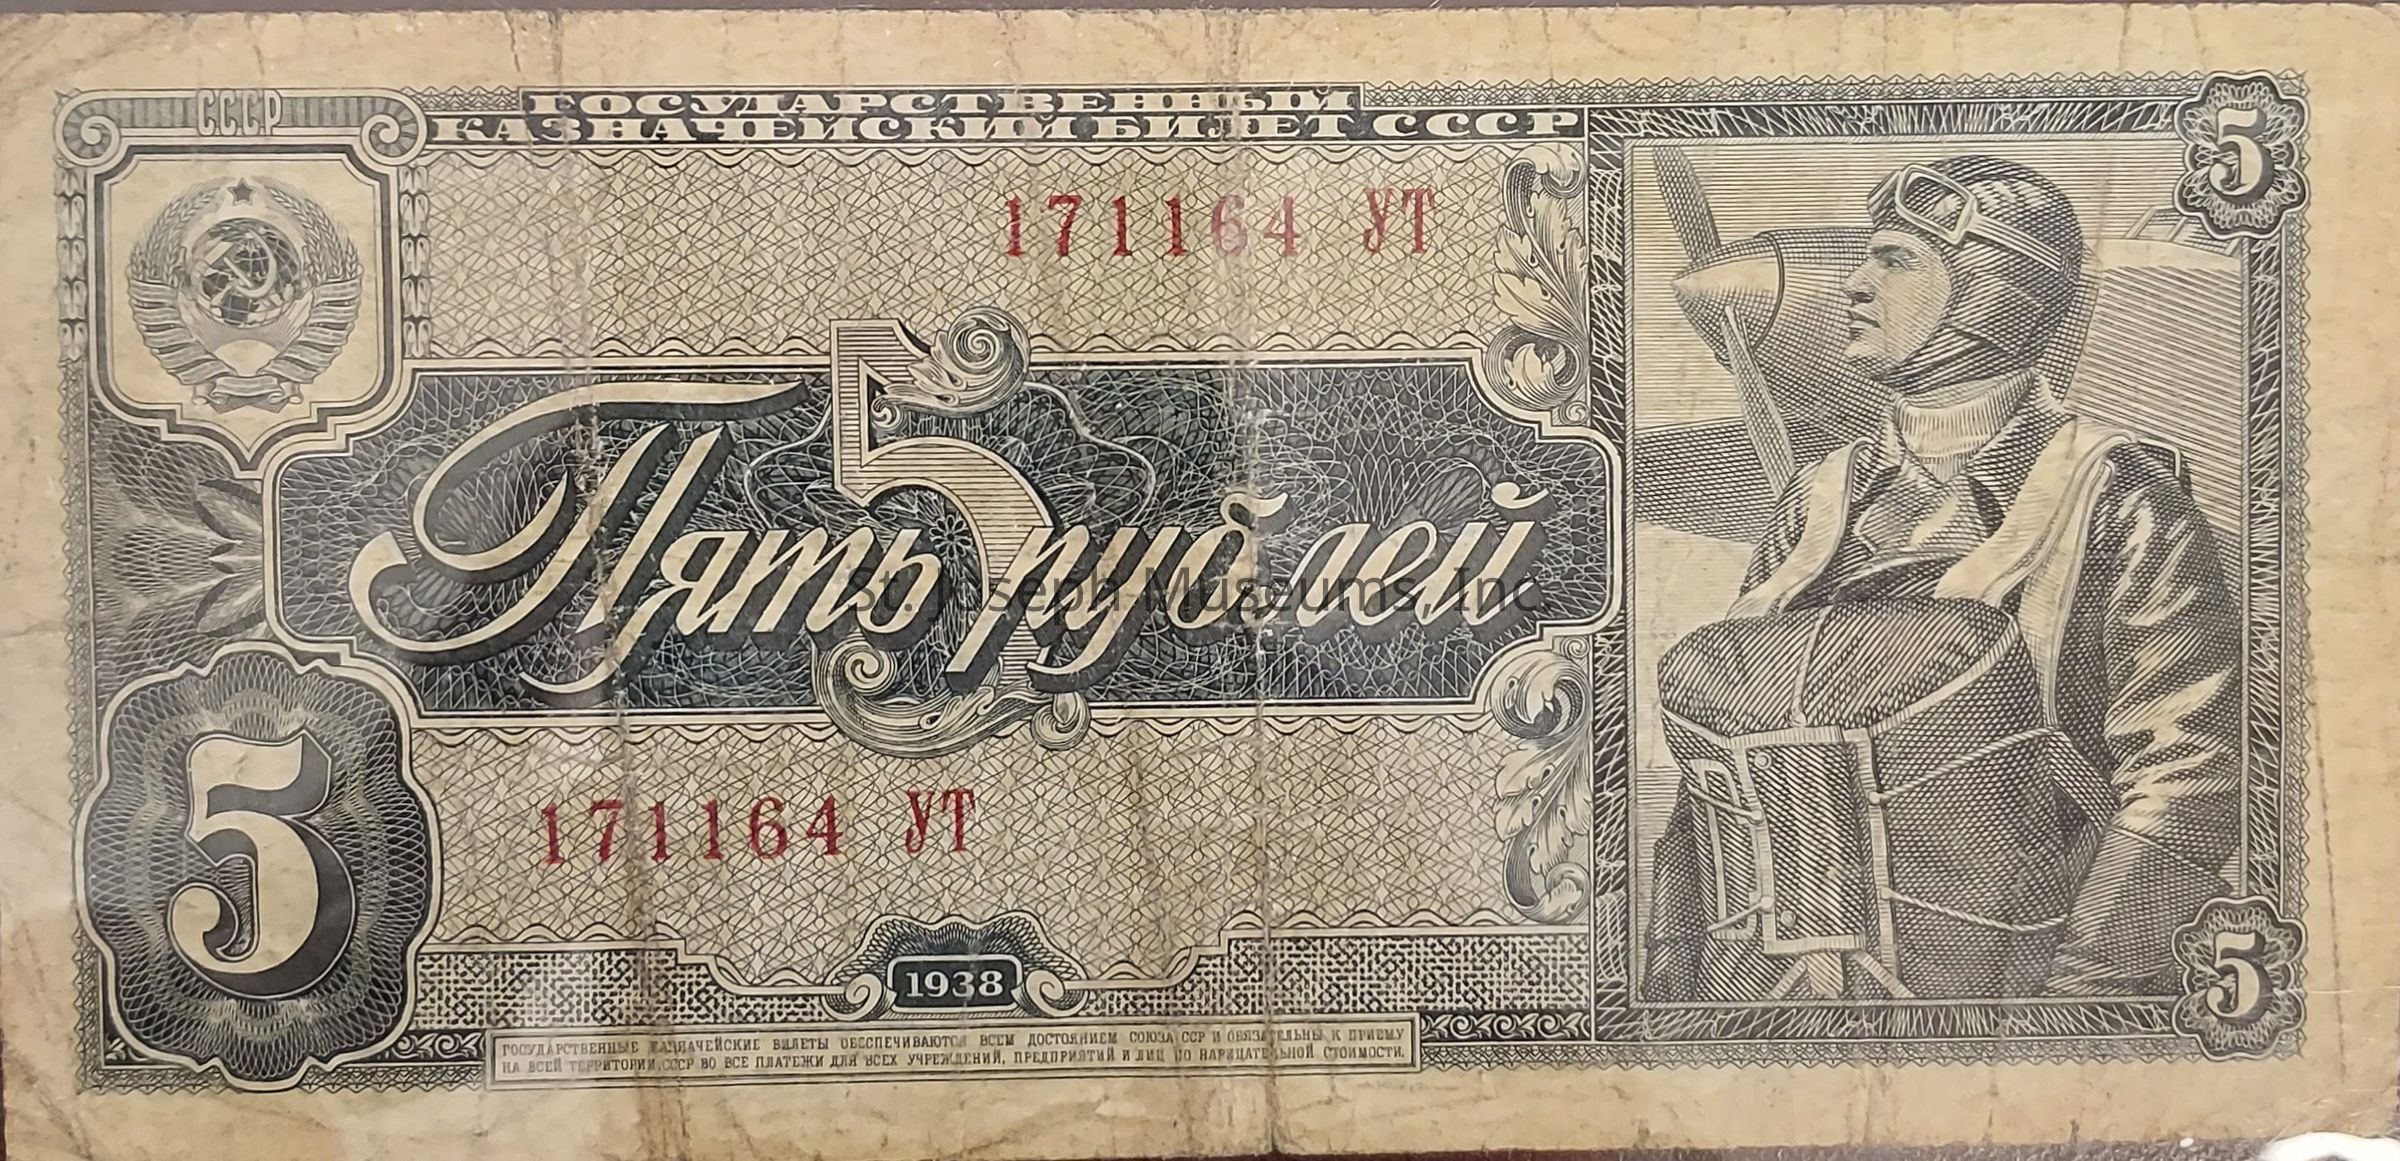 СССР
ГОСУДАРСТВЕННЫЙ
КАЗНАЧЕЙСКИЙ БИЛЕТ СССР
5
171164 УТ
5
Пять рублей
St. Joseph Museums, Inc.
5
171164 УТ
1938
5
ГОСУДАРСТВЕННЫЕ КАЗНАЧЕЙСКИЕ БИЛЕТЫ ОБЕСПЕЧИВАЮТСЯ ВСЕМ ДОСТОЯНИЕМ СОЮЗА ССР И ОБЯЗАТЕЛЬНЫ К ПРИЕМУ
НА ВСЕЙ ТЕРРИТОРИИ СССР ВО ВСЕ ПЛАТЕЖИ ДЛЯ ВСЕХ УЧРЕЖДЕНИЙ, ПРЕДПРИЯТИЙ И ЛИЦ ПО НАРИЦАТЕЛЬНОЙ СТОИМОСТИ.